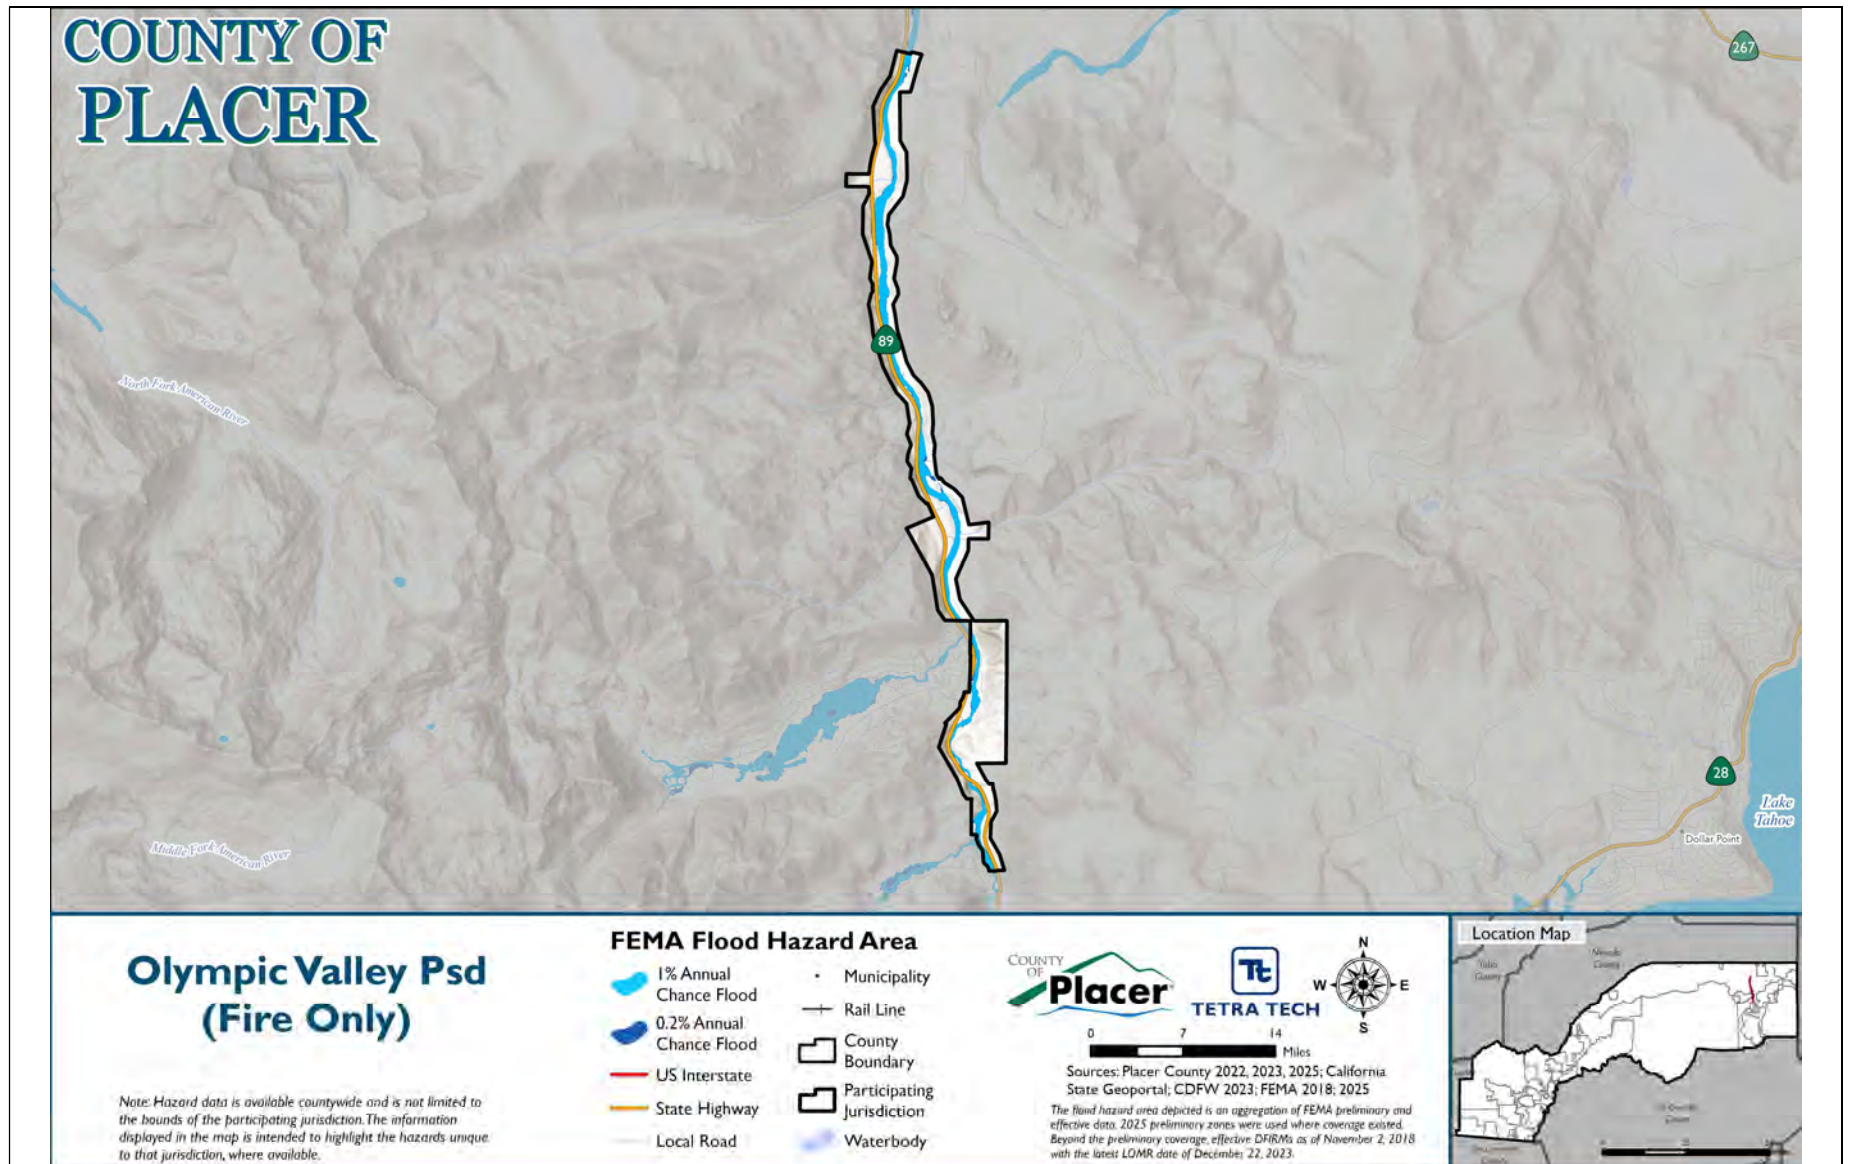 COUNTY OF
PLACER
267
89
North Fork American River
28
Lake
Tahoe
Dollar Point
Middle Fork American River
Olympic Valley Psd
(Fire Only)
Note: Hazard data is available countywide and is not limited to
the bounds of the participating jurisdiction. The information
displayed in the map is intended to highlight the hazards unique
to that jurisdiction, where available.
FEMA Flood Hazard Area
1% Annual
Chance Flood
0.2% Annual
Chance Flood
US Interstate
State Highway
Local Road
Municipality
Rail Line
County
Boundary
Participating
Jurisdiction
Waterbody
COUNTY
OF
Placer
Tt
TETRA TECH
N
W E
S
0 7 14
Miles
Sources: Placer County 2022, 2023, 2025; California
State Geoportal; CDFW 2023; FEMA 2018; 2025
The flood hazard area depicted is an aggregation of FEMA preliminary and
effective data. 2025 preliminary zones were used where coverage existed.
Beyond the preliminary coverage, effective DFIRMs as of November 2, 2018
with the latest LOMR date of December 22, 2023.
Location Map
Nevada
County
Yuba
County